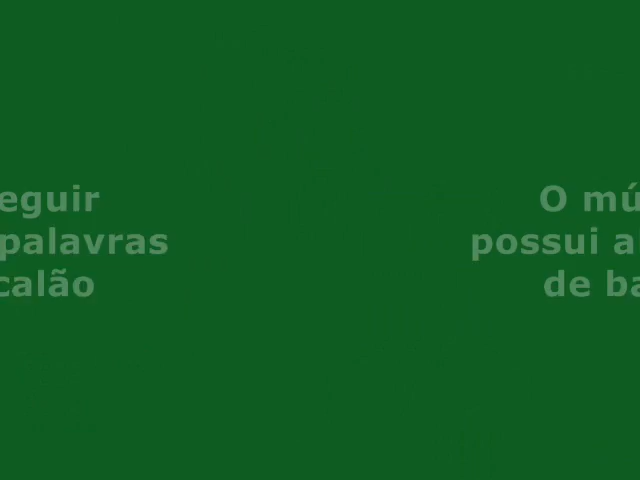 eguir
palavras
calão
O mú
possui a
de ba